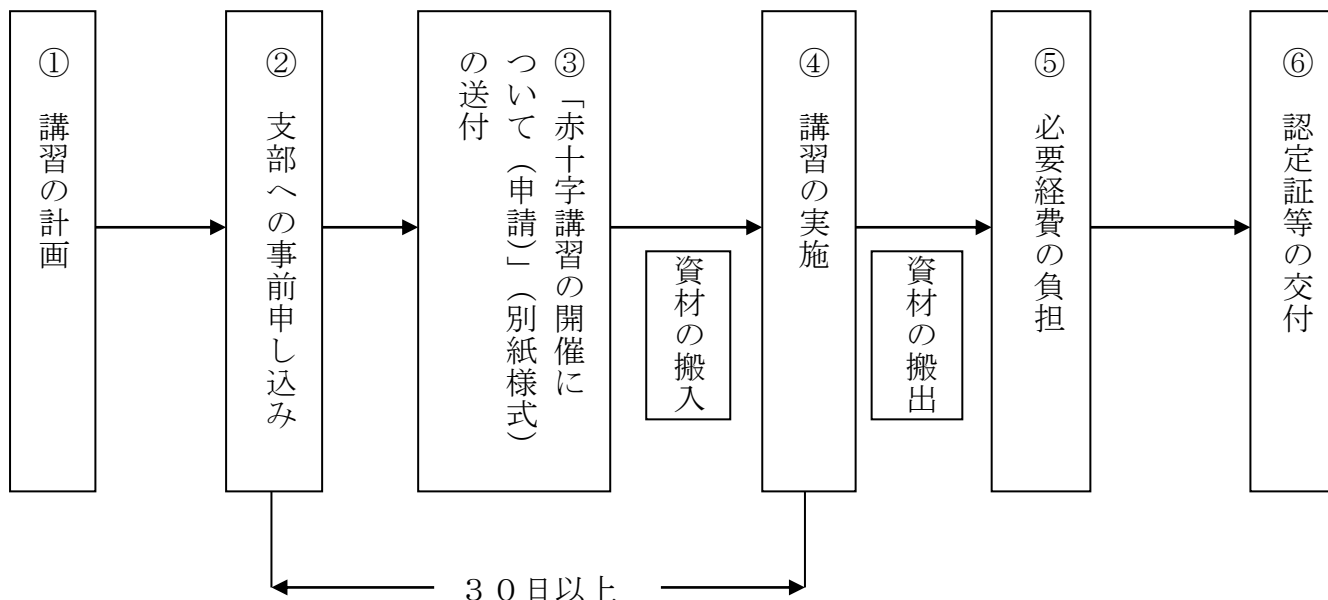 ① 講習の計画
② 支部への事前申し込み
③「赤十字講習の開催に
ついて（申請）」（別紙様式）
の送付
資材の搬入
④ 講習の実施
資材の搬出
⑤ 必要経費の負担
⑥ 認定証等の交付
３０日以上